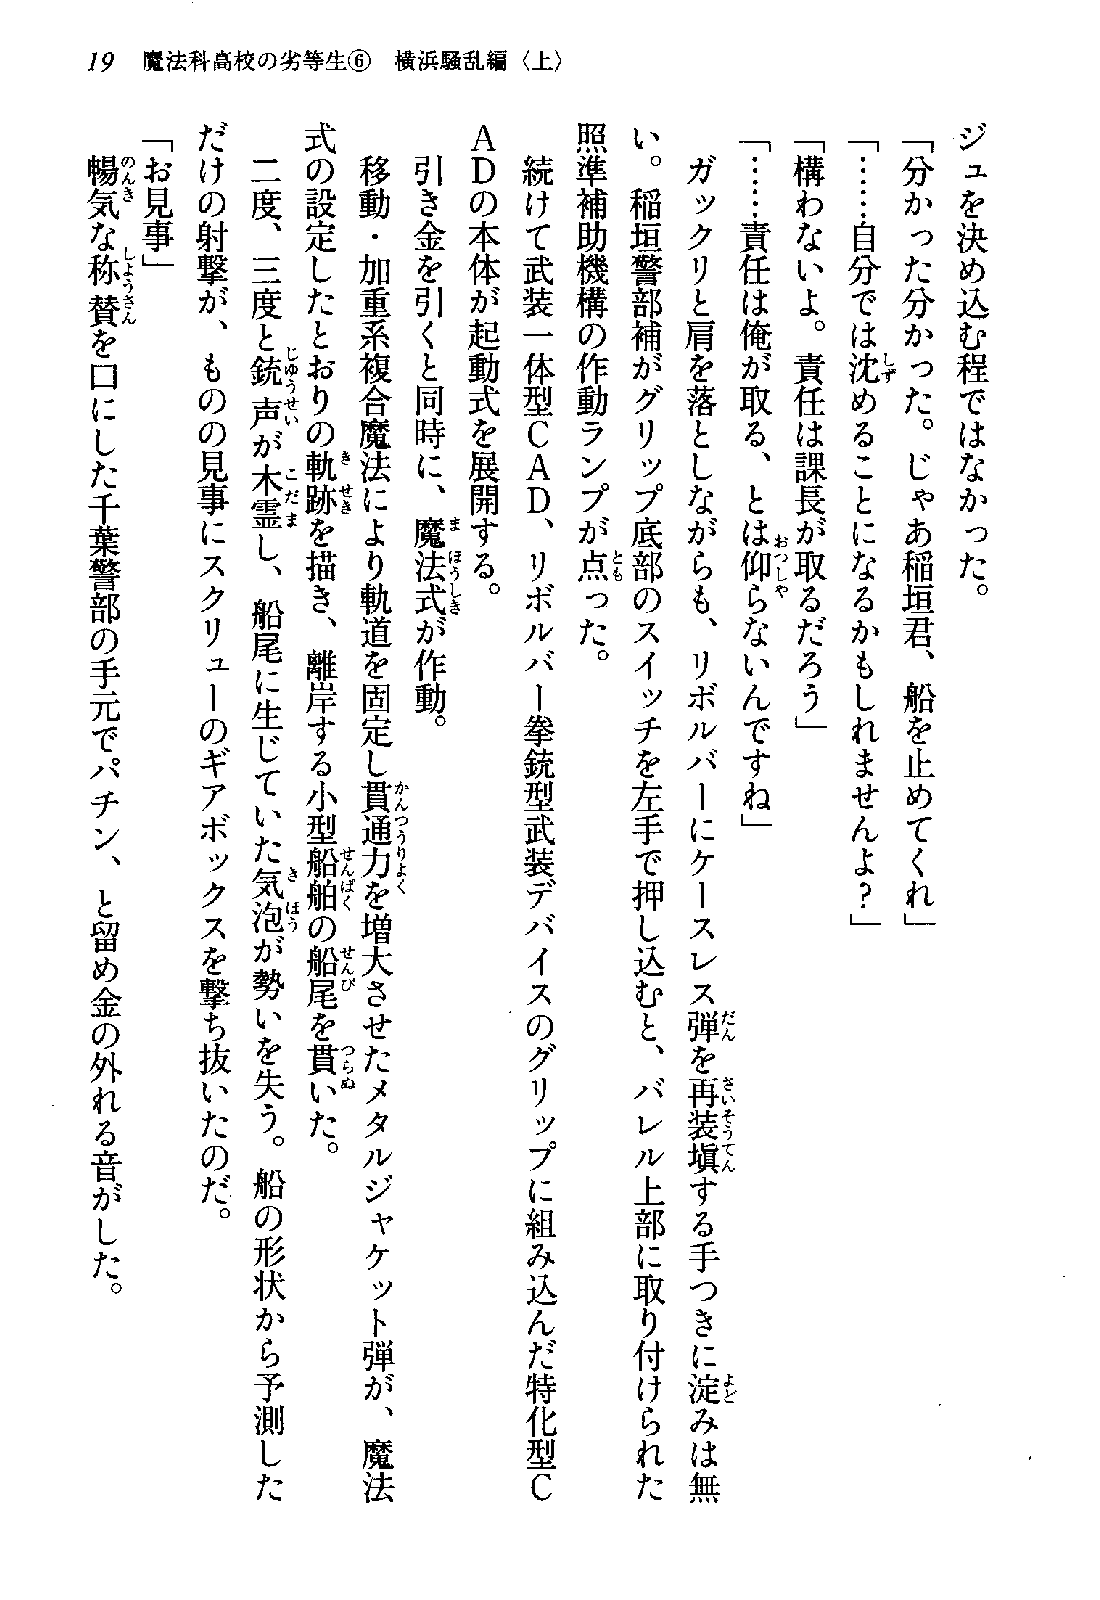 19　魔法科高校の劣等生⑥　横浜騒乱編〈上〉
ジュを決め込む程ではなかった。
「分かった分かった。じゃあ稲垣君、船を止めてくれ」
「……自分では沈めることになるかもしれませんよ？」
「構わないよ。責任は課長が取るだろう」
「……責任は俺が取る、とは仰らないんですね」
ガックリと肩を落としながらも、リボルバーにケースレス弾を再装塡する手つきに淀みは無
い。稲垣警部補がグリップ底部のスイッチを左手で押し込むと、バレル上部に取り付けられた
照準補助機構の作動ランプが点った。
続けて武装一体型ＣＡＤ、リボルバー拳銃型武装デバイスのグリップに組み込んだ特化型Ｃ
ＡＤの本体が起動式を展開する。
引き金を引くと同時に、魔法式が作動。
移動・加重系複合魔法により軌道を固定し貫通力を増大させたメタルジャケット弾が、魔法
式の設定したとおりの軌跡を描き、離岸する小型船舶の船尾を貫いた。
二度、三度と銃声が木霊し、船尾に生じていた気泡が勢いを失う。船の形状から予測した
だけの射撃が、ものの見事にスクリューのギアボックスを撃ち抜いたのだ。
「お見事」
暢気な称賛を口にした千葉警部の手元でパチン、と留め金の外れる音がした。